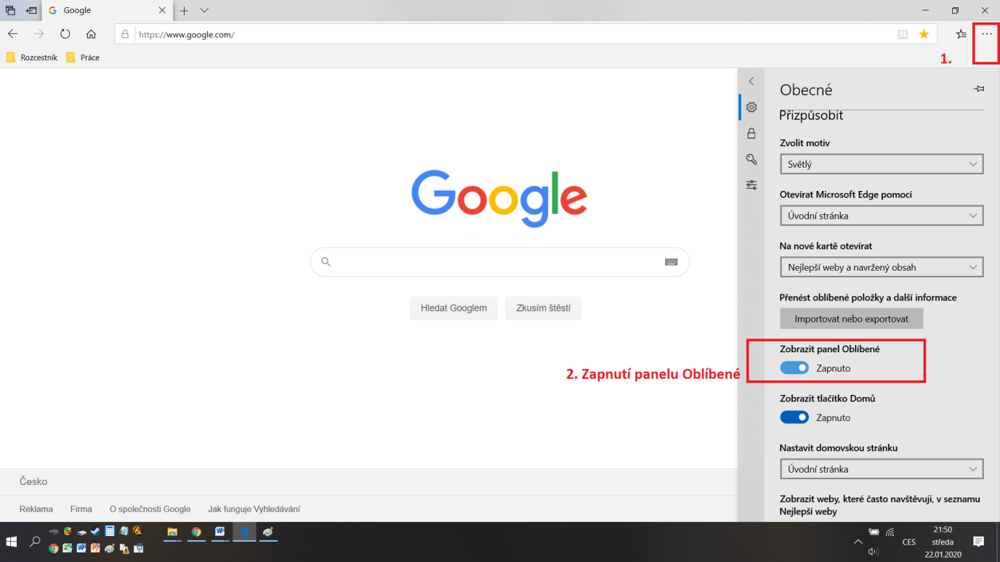 Google
https://www.google.com/
Rozcestník
Práce
1.
Obecné
Přizpůsobit
Zvolit motiv
Světlý
Otevírat Microsoft Edge pomocí
Úvodní stránka
Na nové kartě otevírat
Nejlepší weby a navržený obsah
Přenést oblíbené položky a další informace
Importovat nebo exportovat
Zobrazit panel Oblíbené
Zapnuto
2. Zapnutí panelu Oblíbené
Zobrazit tlačítko Domů
Zapnuto
Nastavit domovskou stránku
Úvodní stránka
Zobrazit weby, které často navštěvuji, v seznamu
Nejlepší weby
Google
Hledat Googlem
Zkusím štěstí
Česko
Reklama
Firma
O společnosti Google
Jak funguje Vyhledávání
CES
21:50
středa
22.01.2020